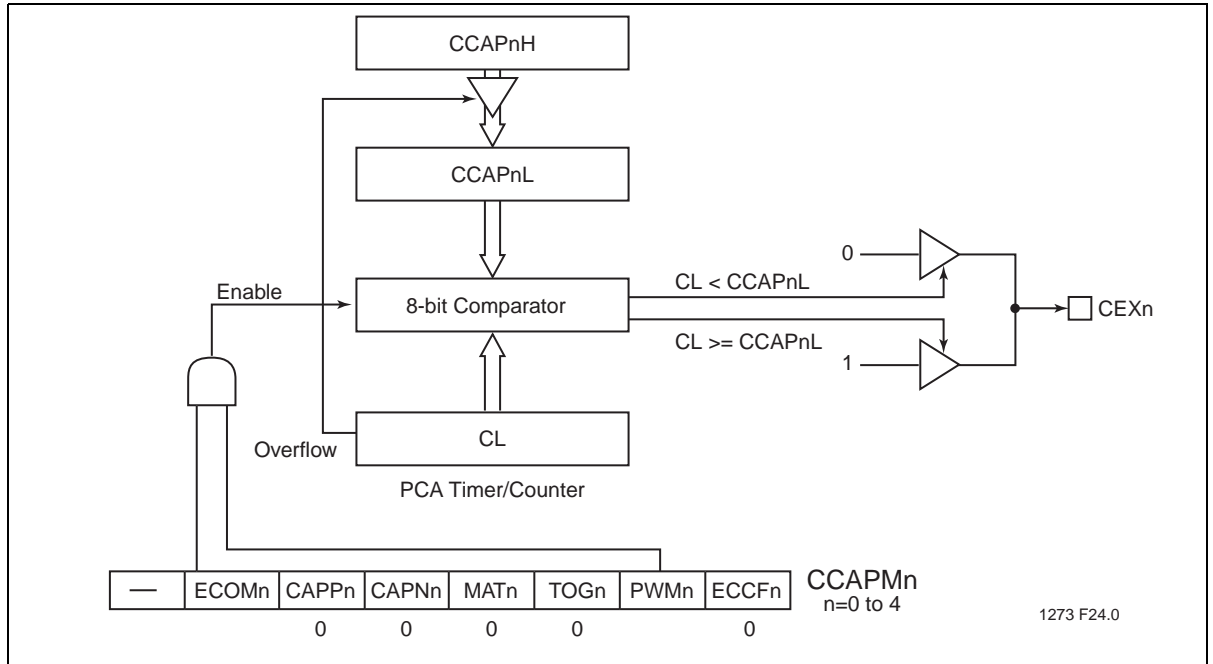 CCAPnH
CCAPnL
Enable
8-bit Comparator
CL < CCAPnL
CL >= CCAPnL
0
1
CEXn
Overflow
CL
PCA Timer/Counter
— ECOMn CAPPn CAPNn MATn TOGn PWMn ECCFn
CCAPMn
n=0 to 4
0 0 0 0 0
1273 F24.0